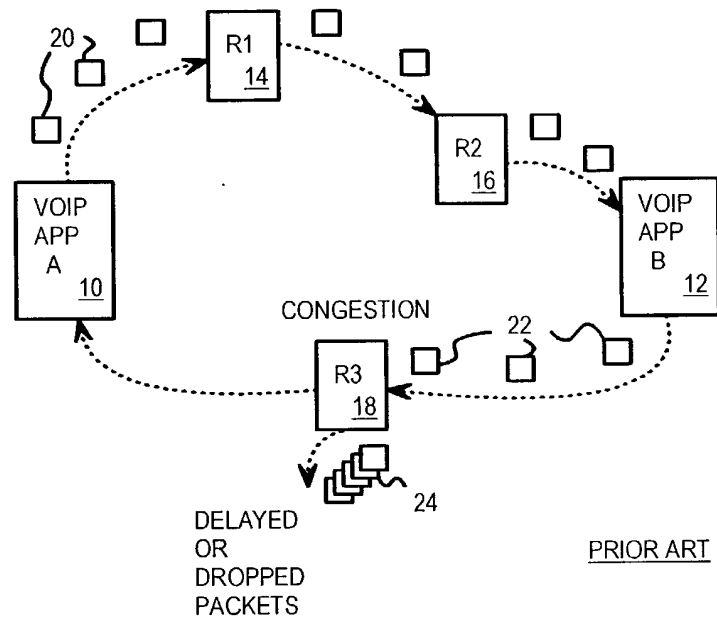 20
R1
14
R2
16
VOIP
APP
A
10
VOIP
APP
B
12
CONGESTION
22
R3
18
24
DELAYED
OR
DROPPED
PACKETS
PRIOR ART